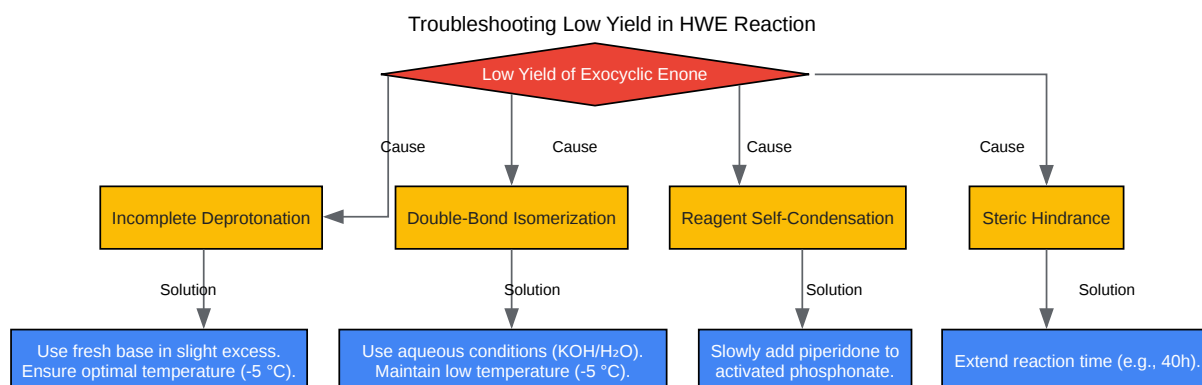 Troubleshooting Low Yield in HWE Reaction
Low Yield of Exocyclic Enone
Cause
Cause
Cause
Cause
Incomplete Deprotonation
Double-Bond Isomerization
Reagent Self-Condensation
Steric Hindrance
Solution
Solution
Solution
Solution
Use fresh base in slight excess.
Ensure optimal temperature (-5 °C).
Use aqueous conditions (KOH/H₂O).
Maintain low temperature (-5 °C).
Slowly add piperidone to
activated phosphonate.
Extend reaction time (e.g., 40h).